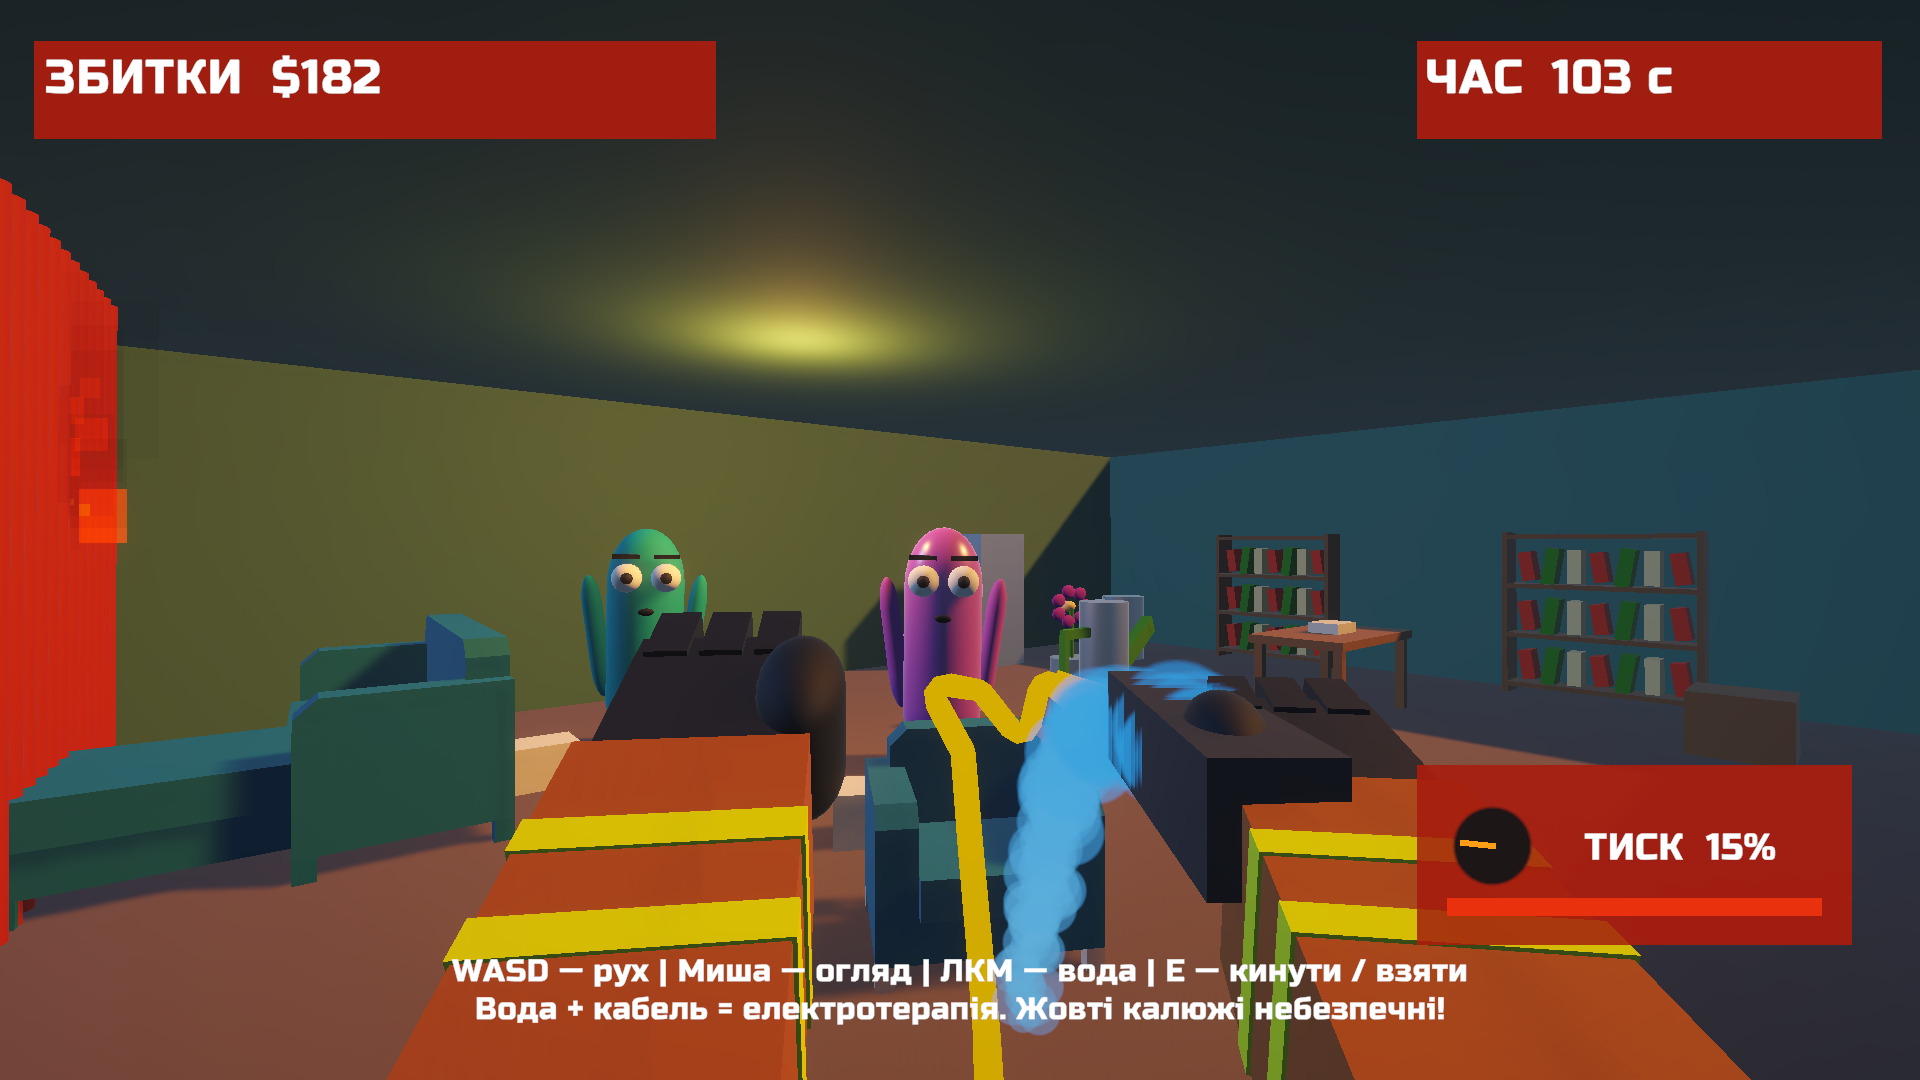 ЗБИТКИ $182
ЧАС 103 с
ТИСК 15%
WASD — рух | Миша — огляд | ЛКМ — вода | E — кинути / взяти
Вода + кабель = електротерапія. Жовті калюжі небезпечні!